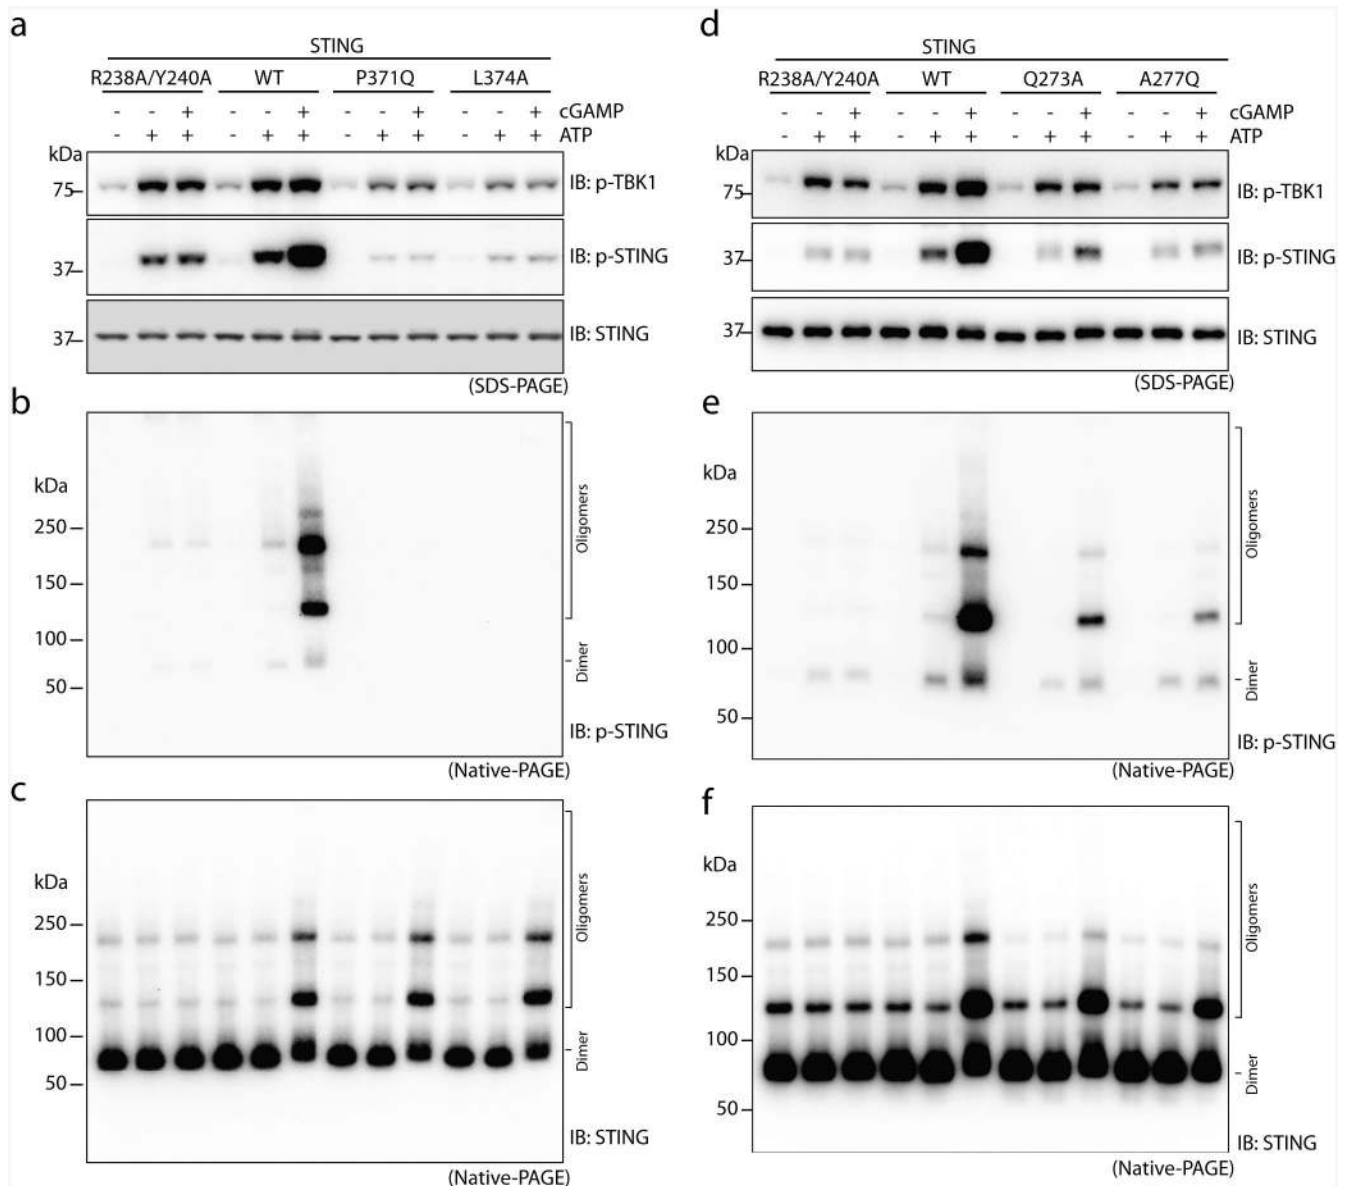 a
STING
R238A/Y240A WT P371Q L374A
- - + - - + - - + - - + cGAMP
- + + - + + - + + - + + ATP
kDa
75 IB: p-TBK1
37 IB: p-STING
37 IB: STING
(SDS-PAGE)
b
kDa
250
150
100
50
Oligomers
Dimer
IB: p-STING
(Native-PAGE)
c
kDa
250
150
100
50
Oligomers
Dimer
IB: STING
(Native-PAGE)
d
STING
R238A/Y240A WT Q273A A277Q
- - + - - + - - + - - + cGAMP
- + + - + + - + + - + + ATP
kDa
75 IB: p-TBK1
37 IB: p-STING
37 IB: STING
(SDS-PAGE)
e
kDa
250
150
100
50
Oligomers
Dimer
IB: p-STING
(Native-PAGE)
f
kDa
250
150
100
50
Oligomers
Dimer
IB: STING
(Native-PAGE)